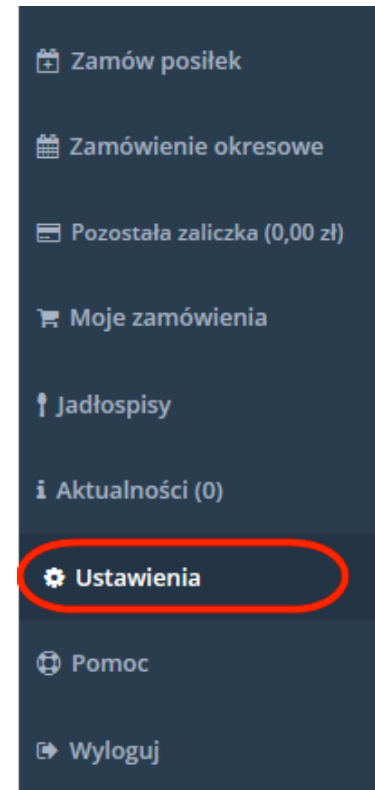 Zamów posiłek
Zamówienie okresowe
Pozostała zaliczka (0,00 zł)
Moje zamówienia
Jadłospisy
Aktualności (0)
Ustawienia
Pomoc
Wyloguj